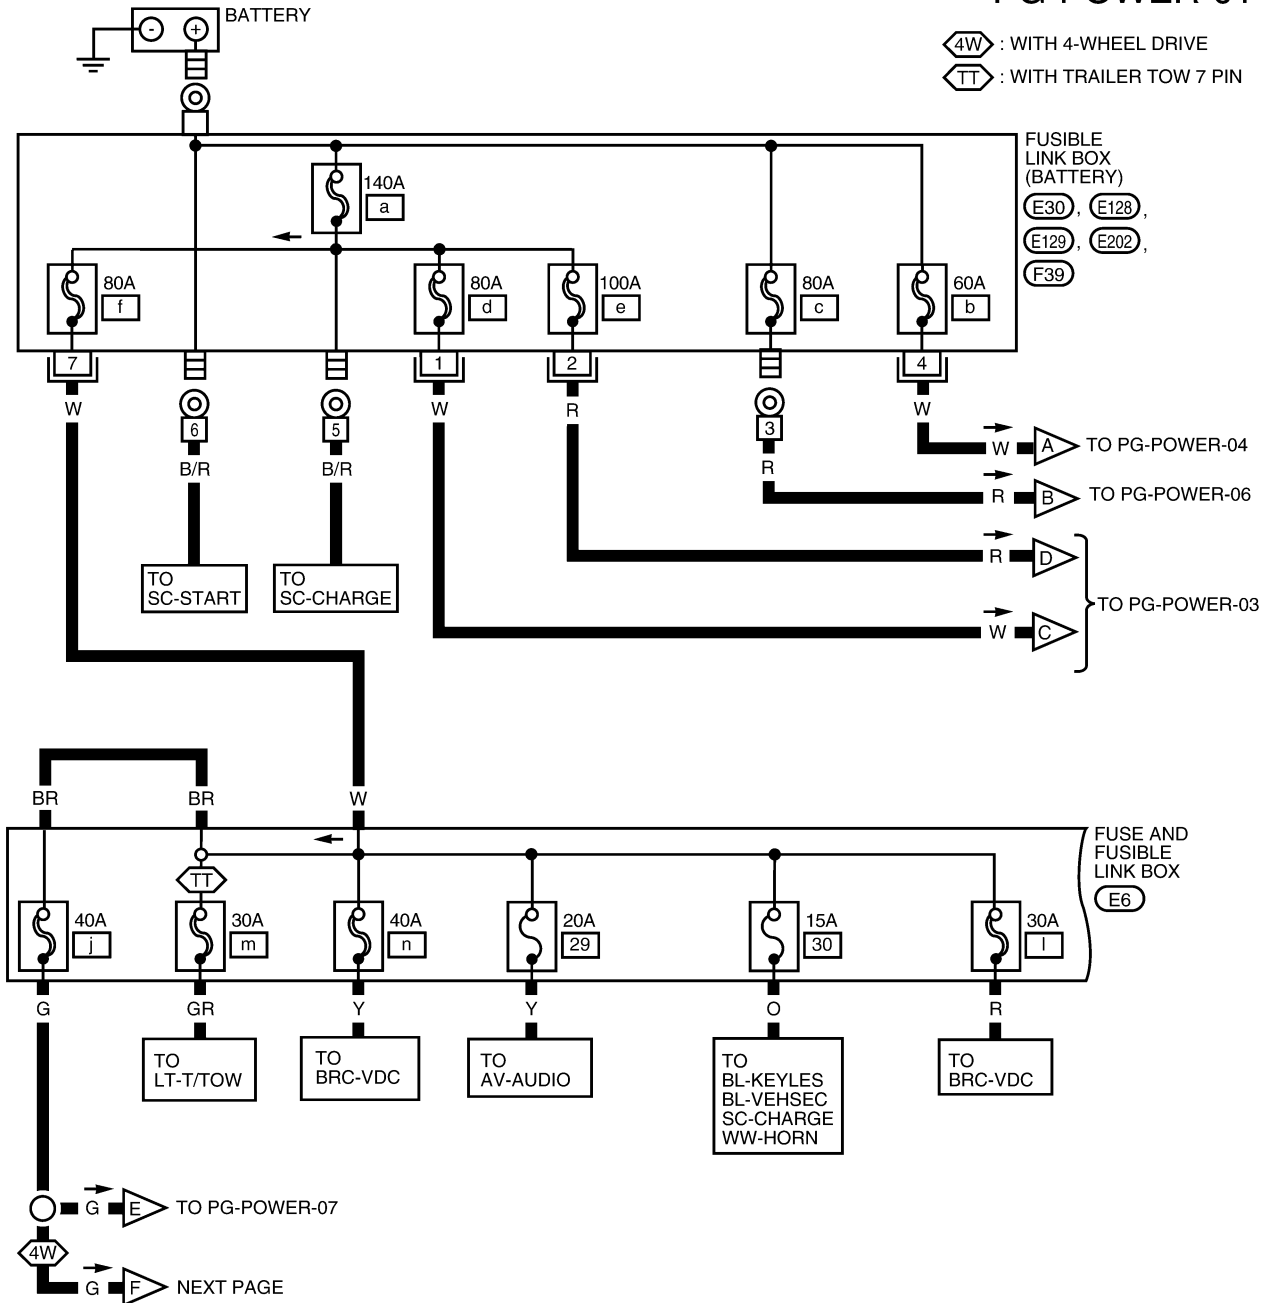 BATTERY
- +
4W : WITH 4-WHEEL DRIVE
TT : WITH TRAILER TOW 7 PIN
FUSIBLE
LINK BOX
(BATTERY)
E30 , E128 ,
E129 , E202 ,
F39
140A
a
80A
f
80A
d
100A
e
80A
c
60A
b
7
1
2
4
6
5
3
W
B/R
B/R
W
R
R
W
W A TO PG-POWER-04
R B TO PG-POWER-06
R D
TO PG-POWER-03
W C
TO
SC-START
TO
SC-CHARGE
BR
BR
W
FUSE AND
FUSIBLE
LINK BOX
E6
TT
40A
j
30A
m
40A
n
20A
29
15A
30
30A
l
G
GR
Y
Y
O
R
TO
LT-T/TOW
TO
BRC-VDC
TO
AV-AUDIO
TO
BL-KEYLES
BL-VEHSEC
SC-CHARGE
WW-HORN
TO
BRC-VDC
G E TO PG-POWER-07
4W
G F NEXT PAGE